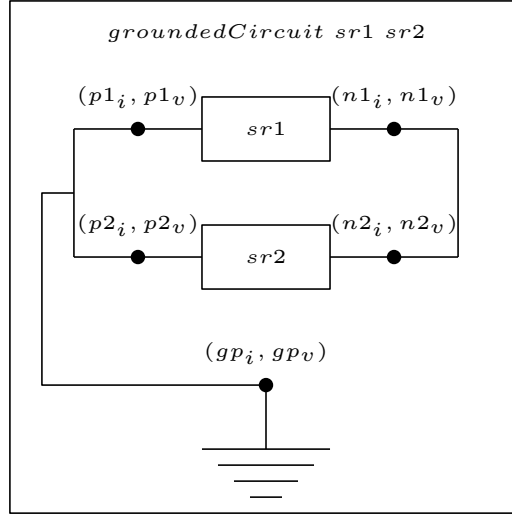 groundedCircuit sr1 sr2
(p1_i, p1_v) (n1_i, n1_v)
sr1
(p2_i, p2_v) (n2_i, n2_v)
sr2
(gp_i, gp_v)